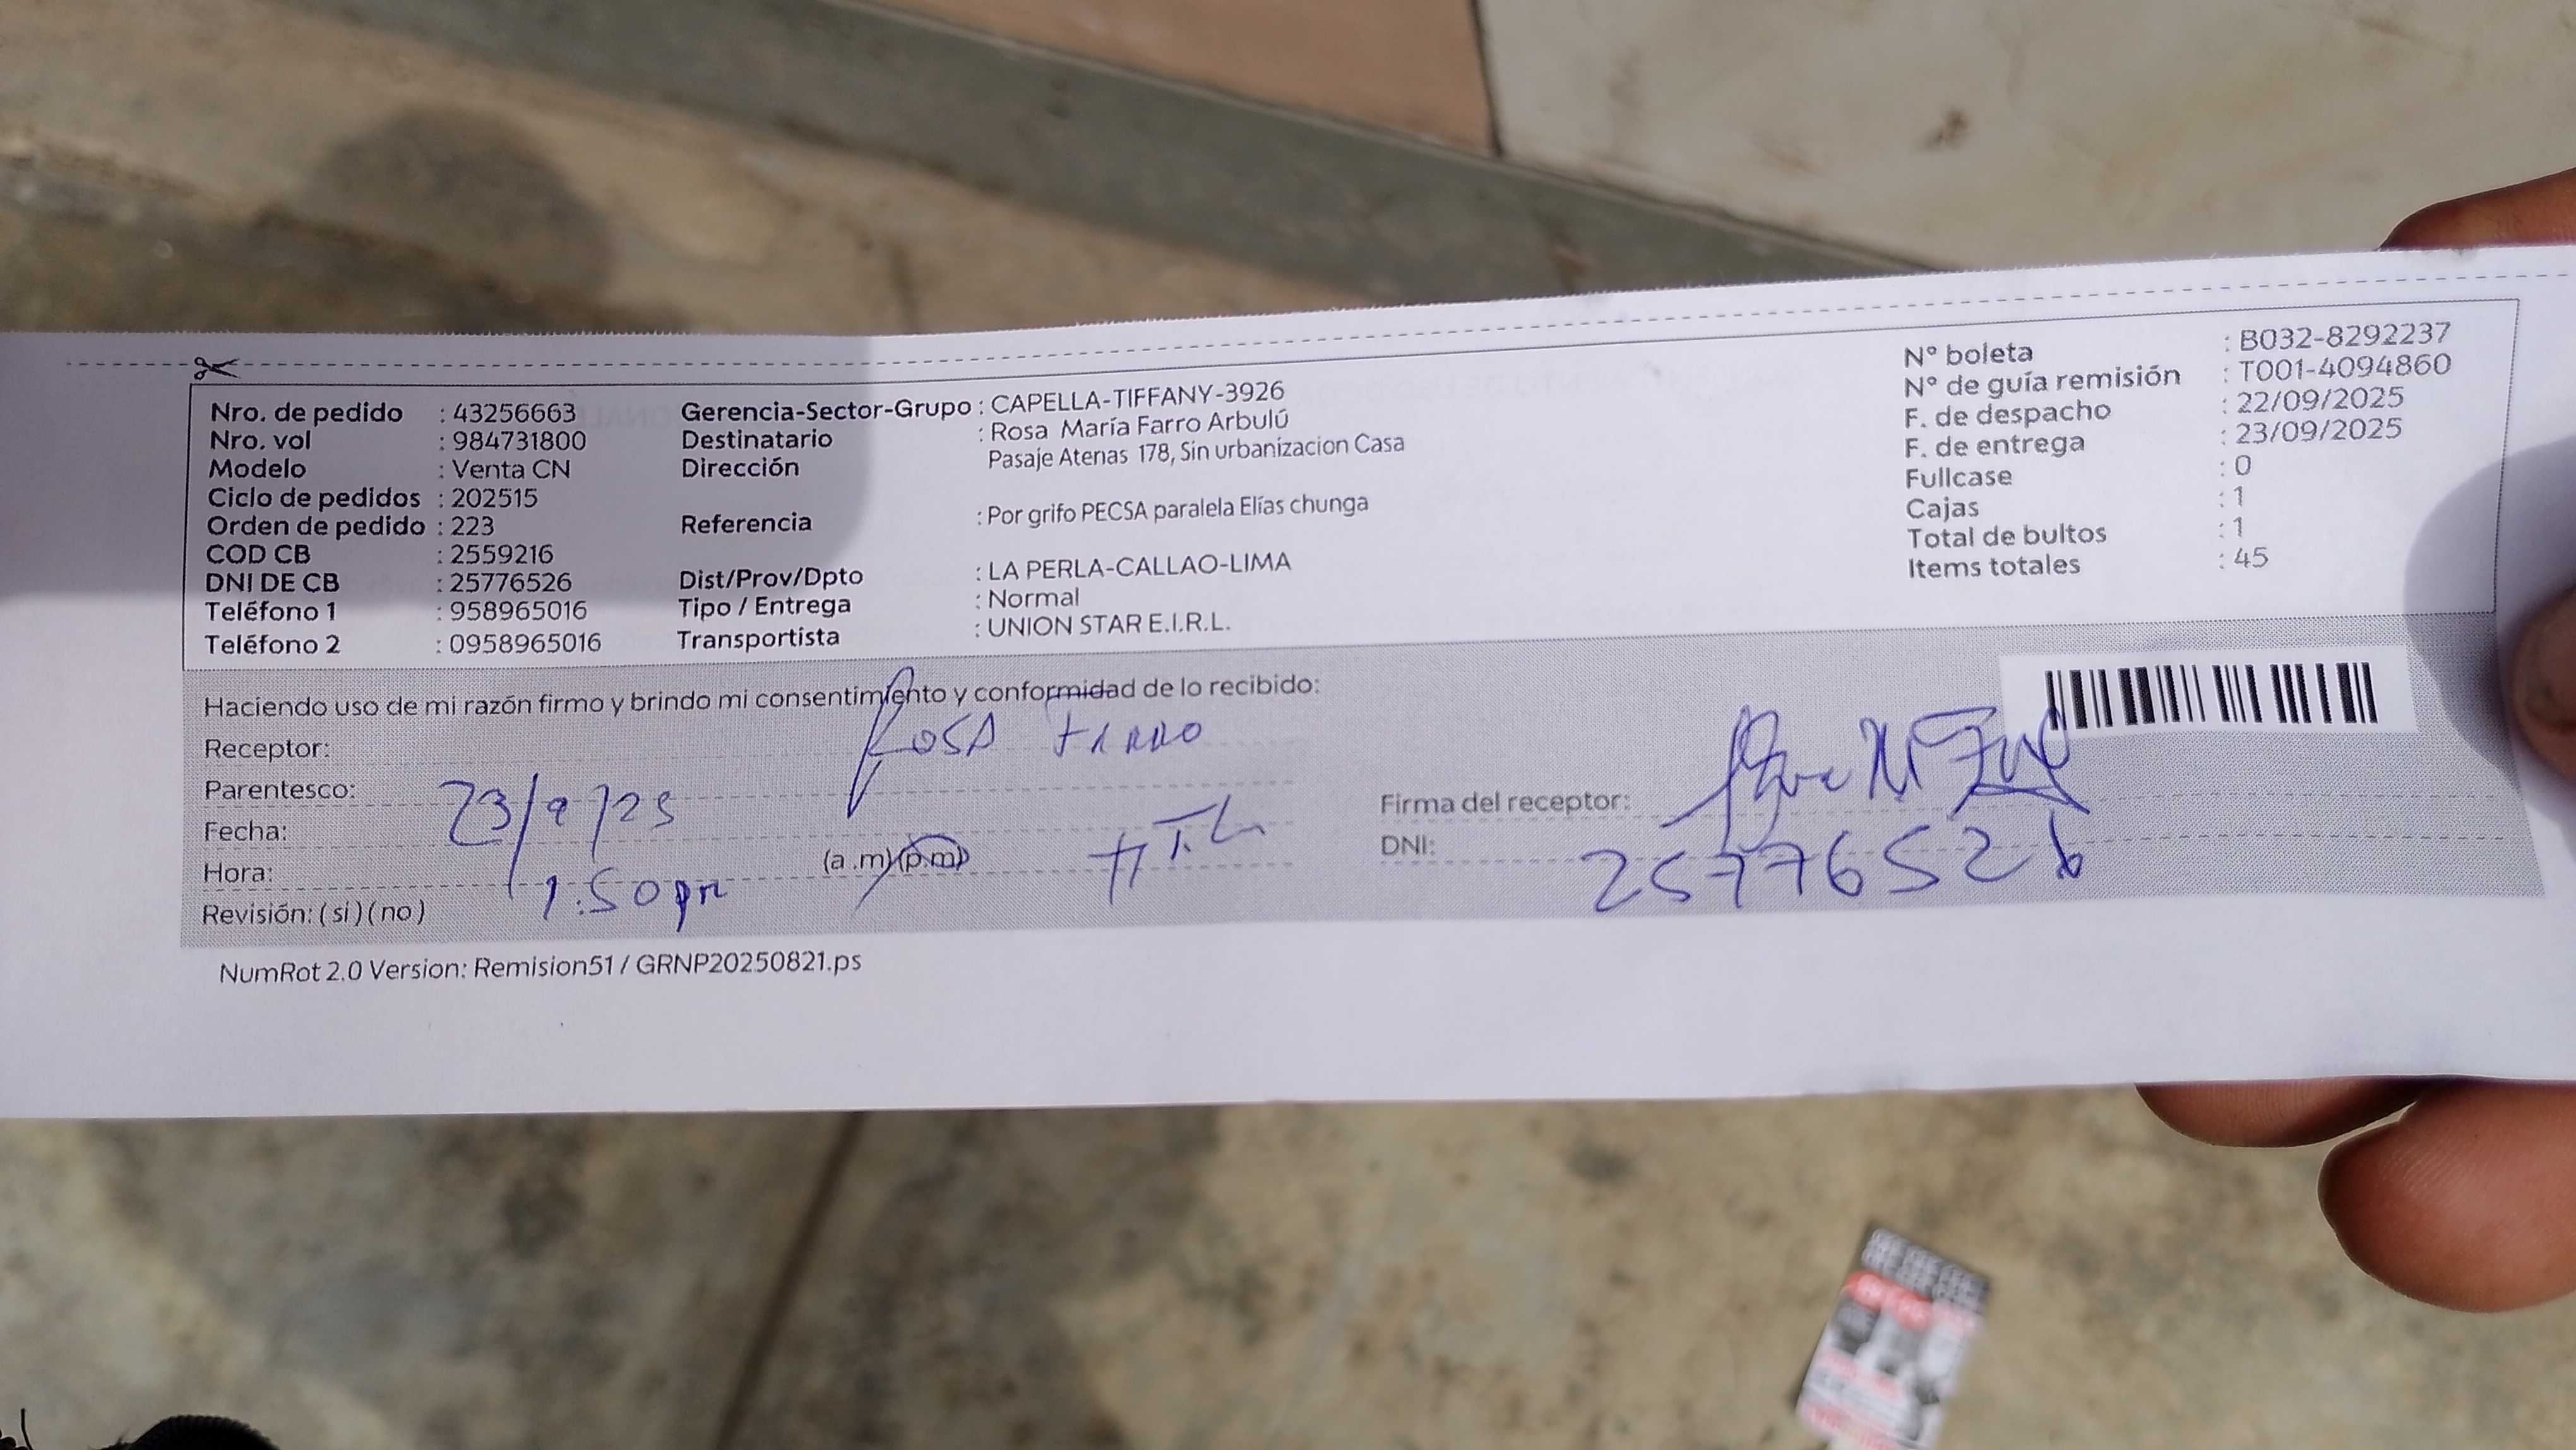 Nro. de pedido : 43256663
Nro. vol : 984731800
Modelo : Venta CN
Ciclo de pedidos : 202515
Orden de pedido : 223
COD CB : 2559216
DNI DE CB : 25776526
Teléfono 1 : 958965016
Teléfono 2 : 0958965016
Gerencia-Sector-Grupo : CAPELLA-TIFFANY-3926
Destinatario : Rosa María Farro Arbulú
Dirección Pasaje Atenas 178, Sin urbanizacion Casa
Referencia : Por grifo PECSA paralela Elías chunga
Dist/Prov/Dpto : LA PERLA-CALLAO-LIMA
Tipo / Entrega : Normal
Transportista : UNION STAR E.I.R.L.
N° boleta : B032-8292237
N° de guía remisión : T001-4094860
F. de despacho : 22/09/2025
F. de entrega : 23/09/2025
Fullcase : 0
Cajas : 1
Total de bultos : 1
Items totales : 45
Haciendo uso de mi razón firmo y brindo mi consentimiento y conformidad de lo recibido:
Receptor: Rosa Farro
Parentesco: TIT.
Fecha: 23/9/25
Hora: 1:50 pm (a.m) (p.m)
Revisión: (si) (no)
Firma del receptor:
DNI: 25776526
NumRot 2.0 Version: Remision51 / GRNP20250821.ps